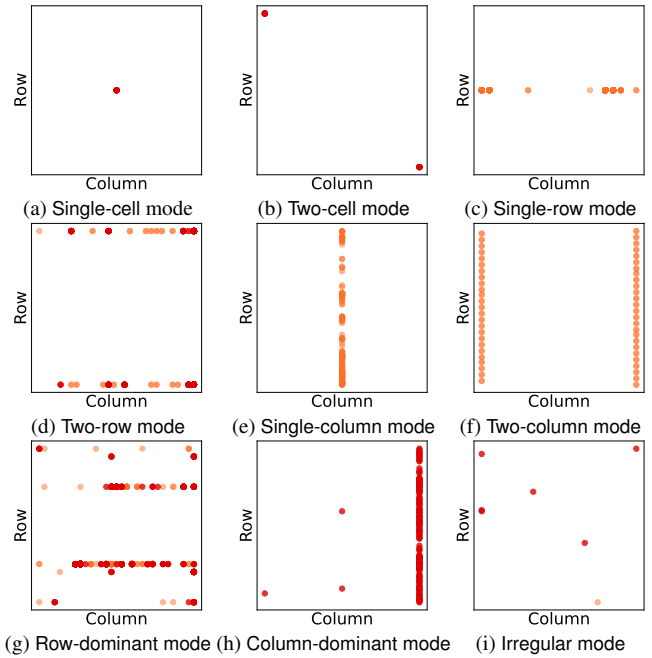 Row Row Row
Column Column Column
(a) Single-cell mode (b) Two-cell mode (c) Single-row mode
Row Row Row
Column Column Column
(d) Two-row mode (e) Single-column mode (f) Two-column mode
Row Row Row
Column Column Column
(g) Row-dominant mode (h) Column-dominant mode (i) Irregular mode